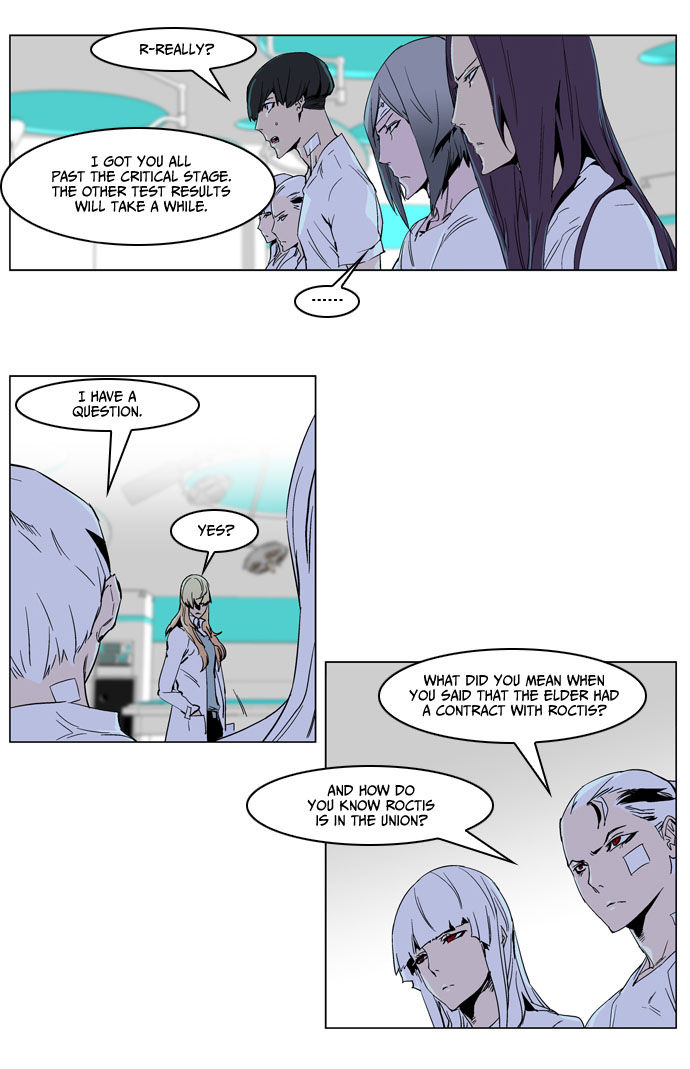 R-REALLY?
I GOT YOU ALL
PAST THE CRITICAL STAGE.
THE OTHER TEST RESULTS
WILL TAKE A WHILE.
......
I HAVE A
QUESTION.
YES?
WHAT DID YOU MEAN WHEN
YOU SAID THAT THE ELDER HAD
A CONTRACT WITH ROCTIS?
AND HOW DO
YOU KNOW ROCTIS
IS IN THE UNION?